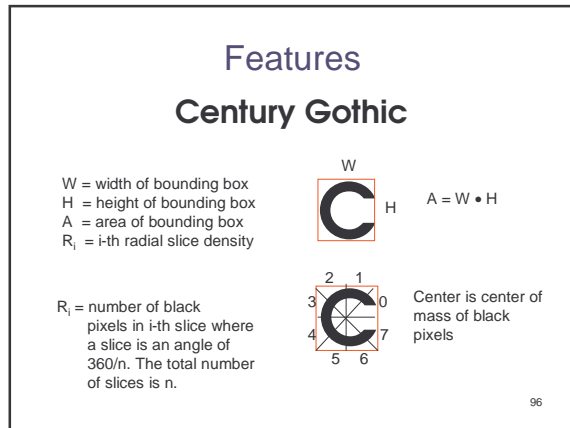 Features
Century Gothic
W = width of bounding box
H = height of bounding box
A = area of bounding box
Rᵢ = i-th radial slice density
W
H
A = W • H
Rᵢ = number of black
pixels in i-th slice where
a slice is an angle of
360/n. The total number
of slices is n.
2 1
3 0
C
4 7
5 6
Center is center of
mass of black
pixels
96